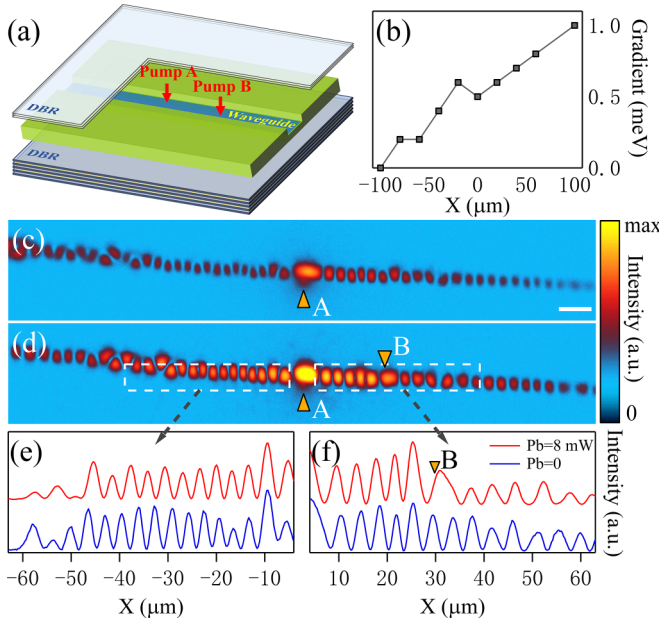 (a)
Pump A
Pump B
Waveguide
DBR
DBR
(b)
1.0
0.5
0.0
Gradient (meV)
−100
−50
0
50
100
X (μm)
(c)
A
(d)
B
A
max
0
Intensity (a.u.)
(e)
−60
−50
−40
−30
−20
−10
X (μm)
(f)
Pb=8 mW
Pb=0
B
10
20
30
40
50
60
X (μm)
Intensity (a.u.)